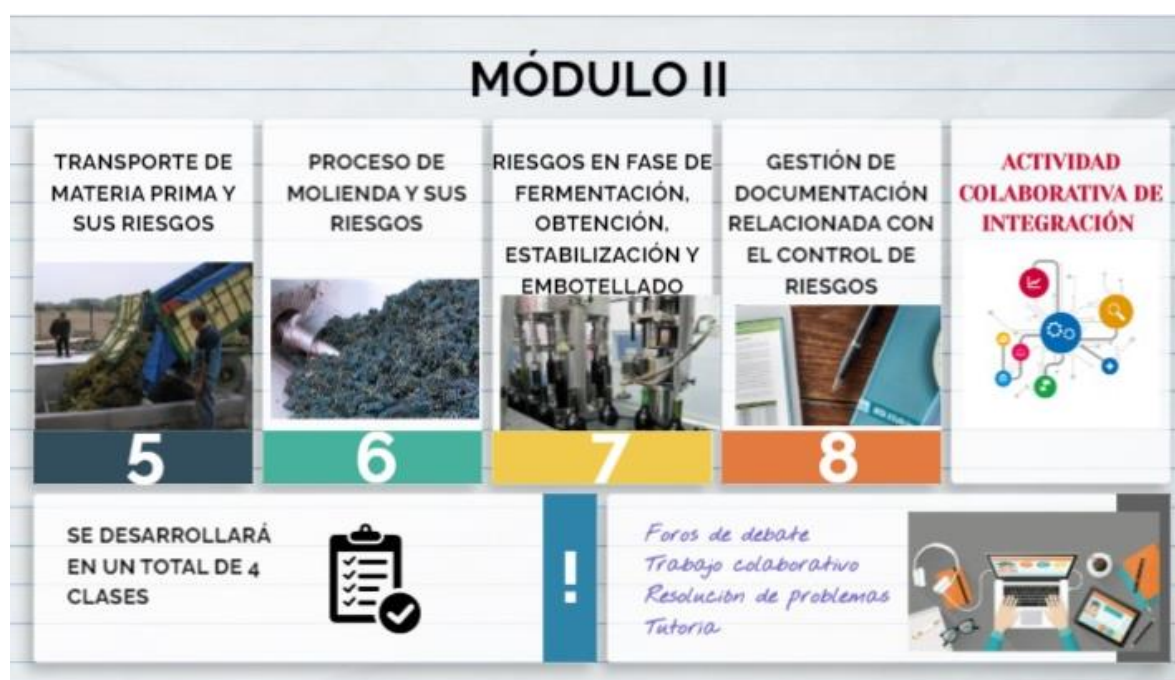 MÓDULO II
TRANSPORTE DE
MATERIA PRIMA Y
SUS RIESGOS
5
PROCESO DE
MOLIENDA Y SUS
RIESGOS
6
RIESGOS EN FASE DE
FERMENTACIÓN,
OBTENCIÓN,
ESTABILIZACIÓN Y
EMBOTELLADO
7
GESTIÓN DE
DOCUMENTACIÓN
RELACIONADA CON
EL CONTROL DE
RIESGOS
8
ACTIVIDAD
COLABORATIVA DE
INTEGRACIÓN
SE DESARROLLARÁ
EN UN TOTAL DE 4
CLASES
!
Foros de debate
Trabajo colaborativo
Resolución de problemas
Tutoria